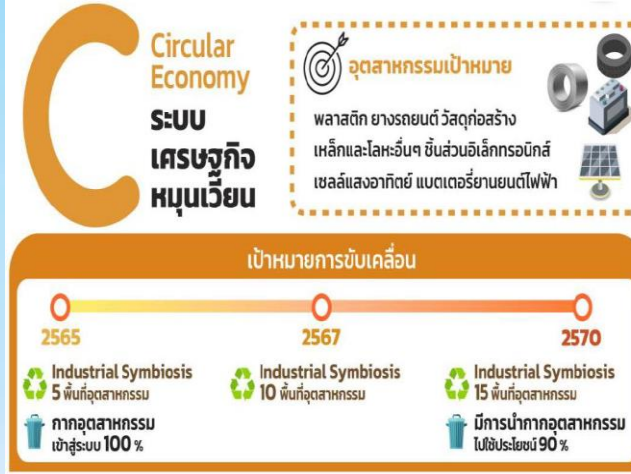 C
Circular
Economy
ระบบ
เศรษฐกิจ
หมุนเวียน
อุตสาหกรรมเป้าหมาย
พลาสติก ยางรถยนต์ วัสดุก่อสร้าง
เหล็กและโลหะอื่นๆ ชิ้นส่วนอิเล็กทรอนิกส์
เซลล์แสงอาทิตย์ แบตเตอรี่ยานยนต์ไฟฟ้า
เป้าหมายการขับเคลื่อน
2565
Industrial Symbiosis
5 พื้นที่อุตสาหกรรม
กากอุตสาหกรรม
เข้าสู่ระบบ 100 %
2567
Industrial Symbiosis
10 พื้นที่อุตสาหกรรม
2570
Industrial Symbiosis
15 พื้นที่อุตสาหกรรม
มีการนำกากอุตสาหกรรม
ไปใช้ประโยชน์ 90 %